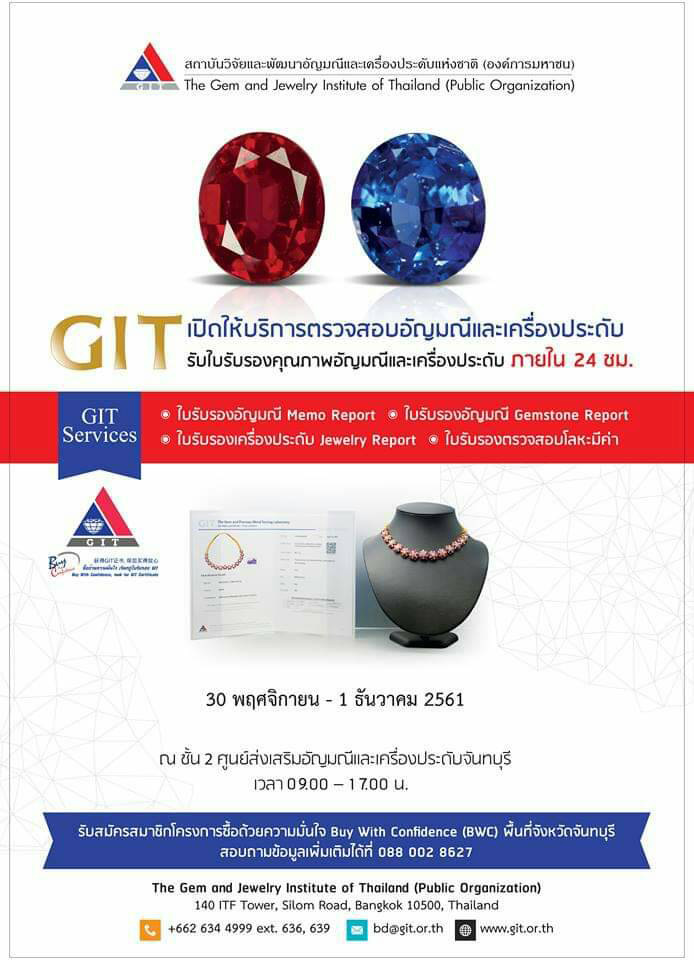 สถาบันวิจัยและพัฒนาอัญมณีและเครื่องประดับแห่งชาติ (องค์การมหาชน)
The Gem and Jewelry Institute of Thailand (Public Organization)
GIT
GIT เปิดให้บริการตรวจสอบอัญมณีและเครื่องประดับ
รับใบรับรองคุณภาพอัญมณีและเครื่องประดับ ภายใน 24 ชม.
GIT Services
ใบรับรองอัญมณี Memo Report
ใบรับรองอัญมณี Gemstone Report
ใบรับรองเครื่องประดับ Jewelry Report
ใบรับรองตรวจสอบโลหะมีค่า
GIT
Buy Confidence
Buy With Confidence, look for GIT Certificate
GIT
30 พฤศจิกายน - 1 ธันวาคม 2561
ณ ชั้น 2 ศูนย์ส่งเสริมอัญมณีและเครื่องประดับจันทบุรี
เวลา 09.00 – 17.00 น.
รับสมัครสมาชิกโครงการซื้อด้วยความมั่นใจ Buy With Confidence (BWC) พื้นที่จังหวัดจันทบุรี
สอบถามข้อมูลเพิ่มเติมได้ที่ 088 002 8627
The Gem and Jewelry Institute of Thailand (Public Organization)
140 ITF Tower, Silom Road, Bangkok 10500, Thailand
+662 634 4999 ext. 636, 639
bd@git.or.th
www.git.or.th